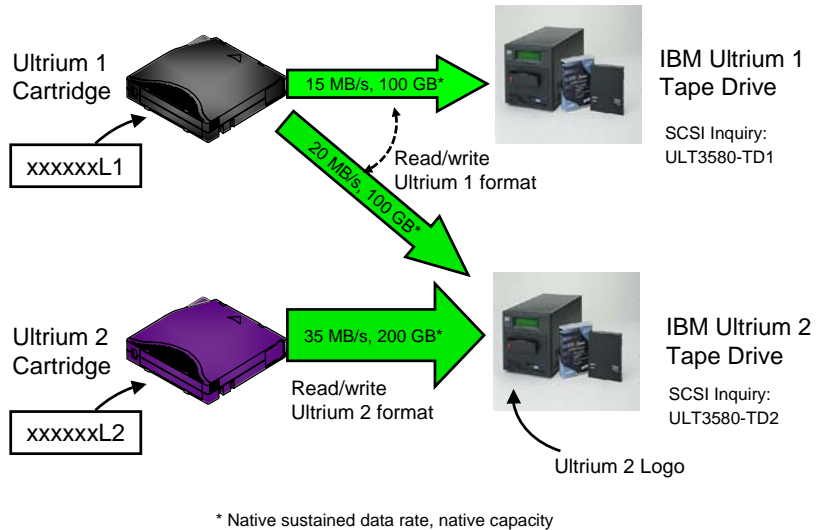 Ultrium 1
Cartridge
xxxxxxL1
15 MB/s, 100 GB*
20 MB/s, 100 GB*
Read/write
Ultrium 1 format
IBM Ultrium 1
Tape Drive
SCSI Inquiry:
ULT3580-TD1
Ultrium 2
Cartridge
xxxxxxL2
35 MB/s, 200 GB*
Read/write
Ultrium 2 format
IBM Ultrium 2
Tape Drive
SCSI Inquiry:
ULT3580-TD2
Ultrium 2 Logo
* Native sustained data rate, native capacity